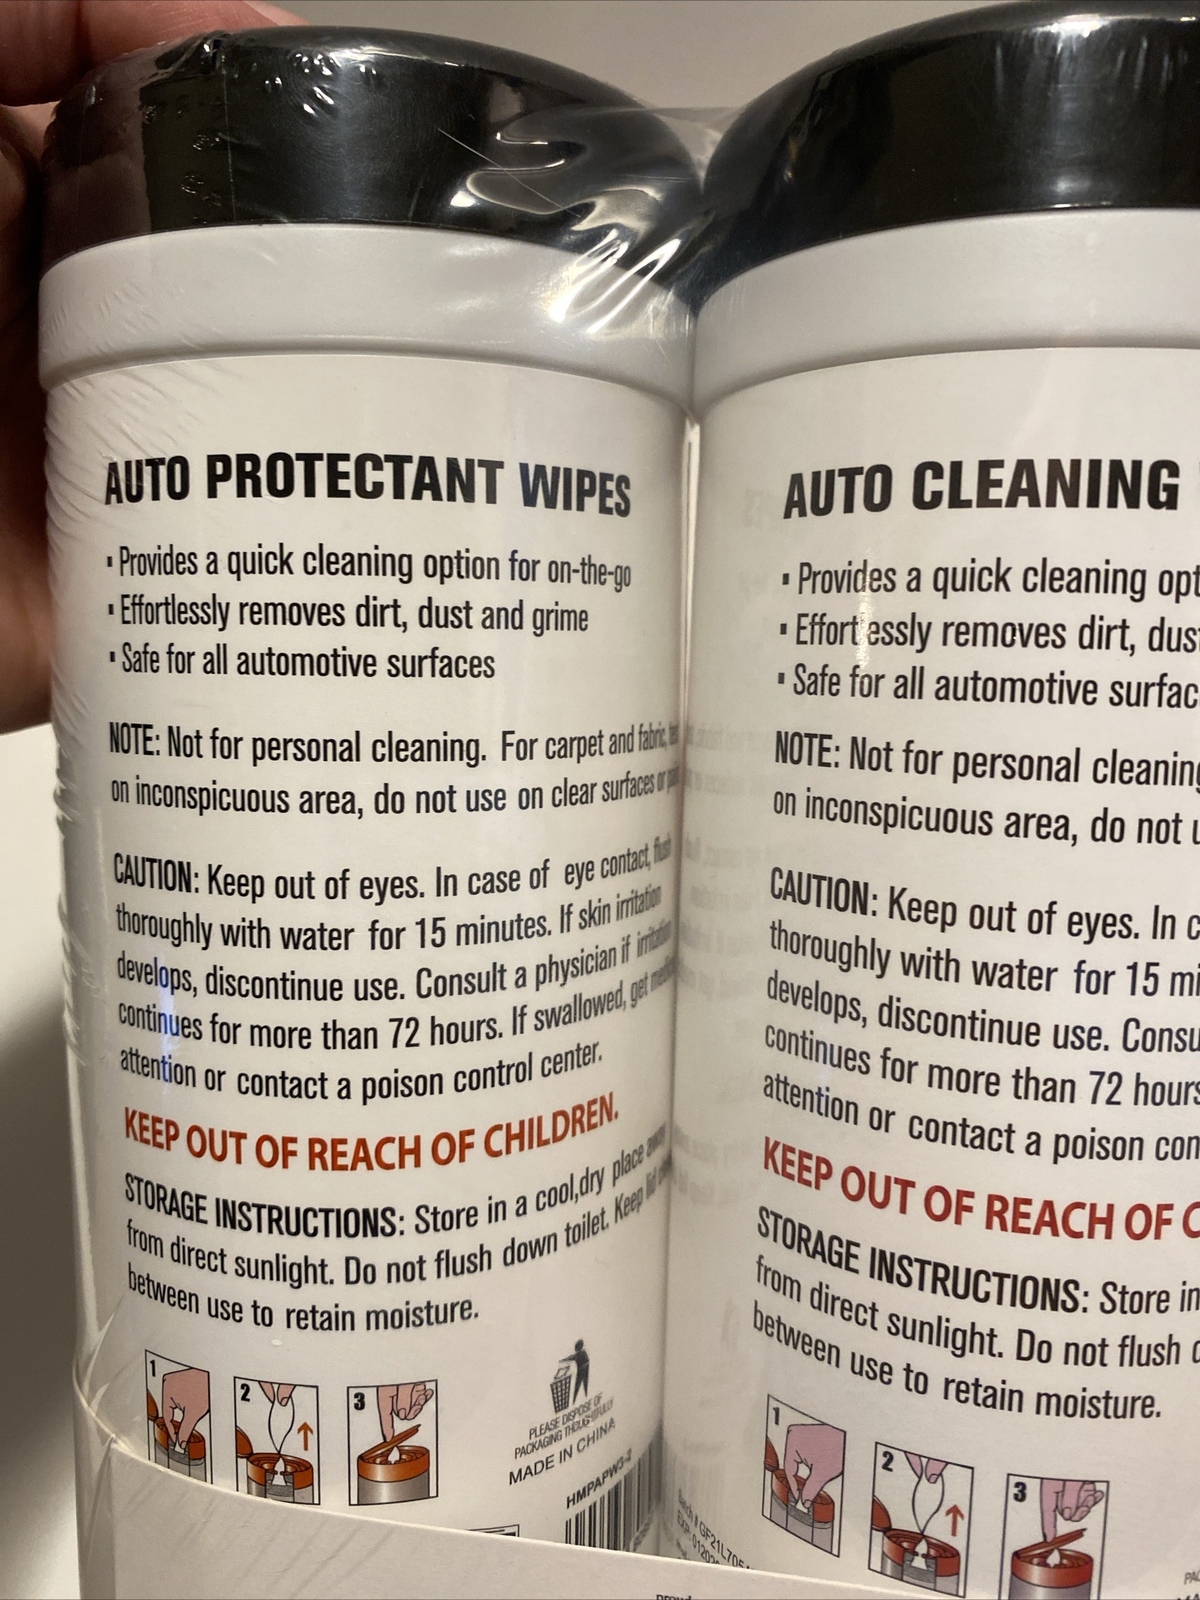 AUTO PROTECTANT WIPES
▪ Provides a quick cleaning option for on-the-go
▪ Effortlessly removes dirt, dust and grime
▪ Safe for all automotive surfaces
NOTE: Not for personal cleaning. For carpet and fabric, test
on inconspicuous area, do not use on clear surfaces or
CAUTION: Keep out of eyes. In case of eye contact, flush
thoroughly with water for 15 minutes. If skin irritation
develops, discontinue use. Consult a physician if irritation
continues for more than 72 hours. If swallowed, get
attention or contact a poison control center.
KEEP OUT OF REACH OF CHILDREN.
STORAGE INSTRUCTIONS: Store in a cool,dry place away
from direct sunlight. Do not flush down toilet. Keep lid
between use to retain moisture.
1
2
3
PLEASE DISPOSE OF
PACKAGING THOUGHTFULLY
MADE IN CHINA
HMPAPW3-2
AUTO CLEANING
▪ Provides a quick cleaning opt
▪ Effortlessly removes dirt, dus
▪ Safe for all automotive surfac
NOTE: Not for personal cleaning
on inconspicuous area, do not u
CAUTION: Keep out of eyes. In c
thoroughly with water for 15 mi
develops, discontinue use. Consu
continues for more than 72 hours
attention or contact a poison con
KEEP OUT OF REACH OF C
STORAGE INSTRUCTIONS: Store in
from direct sunlight. Do not flush d
between use to retain moisture.
1
2
3
Batch # GF21L705